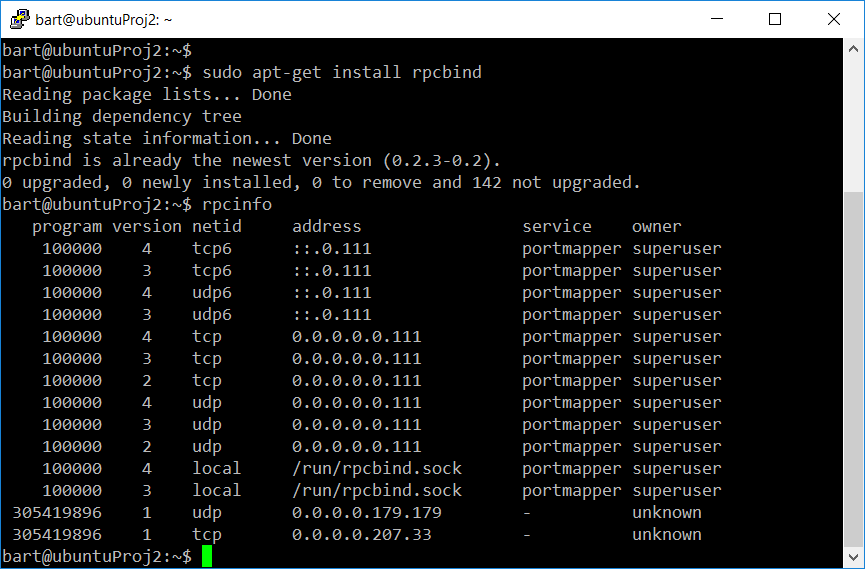 bart@ubuntuProj2: ~
bart@ubuntuProj2:~$
bart@ubuntuProj2:~$ sudo apt-get install rpcbind
Reading package lists... Done
Building dependency tree
Reading state information... Done
rpcbind is already the newest version (0.2.3-0.2).
0 upgraded, 0 newly installed, 0 to remove and 142 not upgraded.
bart@ubuntuProj2:~$ rpcinfo
   program version netid     address                service    owner
    100000    4    tcp6      ::.0.111               portmapper superuser
    100000    3    tcp6      ::.0.111               portmapper superuser
    100000    4    udp6      ::.0.111               portmapper superuser
    100000    3    udp6      ::.0.111               portmapper superuser
    100000    4    tcp       0.0.0.0.0.111          portmapper superuser
    100000    3    tcp       0.0.0.0.0.111          portmapper superuser
    100000    2    tcp       0.0.0.0.0.111          portmapper superuser
    100000    4    udp       0.0.0.0.0.111          portmapper superuser
    100000    3    udp       0.0.0.0.0.111          portmapper superuser
    100000    2    udp       0.0.0.0.0.111          portmapper superuser
    100000    4    local     /run/rpcbind.sock      portmapper superuser
    100000    3    local     /run/rpcbind.sock      portmapper superuser
 305419896    1    udp       0.0.0.0.179.179        -          unknown
 305419896    1    tcp       0.0.0.0.207.33         -          unknown
bart@ubuntuProj2:~$